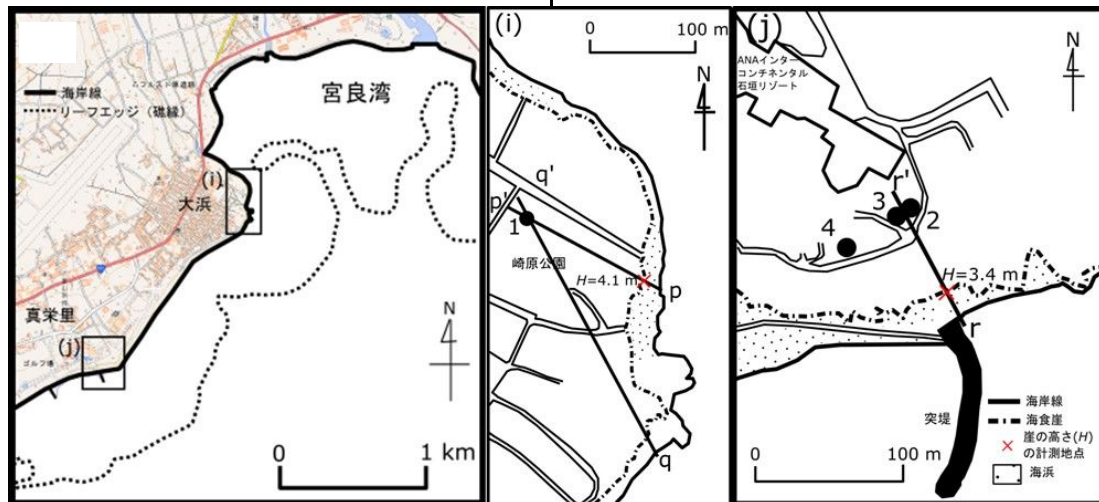 海岸線
リーフエッジ(礁縁)
宮良湾
(i)
大浜
真栄里
(j)
ゴルフ場
N
0
1 km
(i)
0
100 m
N
q'
p'
1
崎原公園
H=4.1 m
p
q
(j)
N
ANAインター
コンチネンタル
石垣リゾート
r'
3
2
4
H=3.4 m
r
突堤
0
100 m
海岸線
海食崖
崖の高さ(H)
の計測地点
海浜